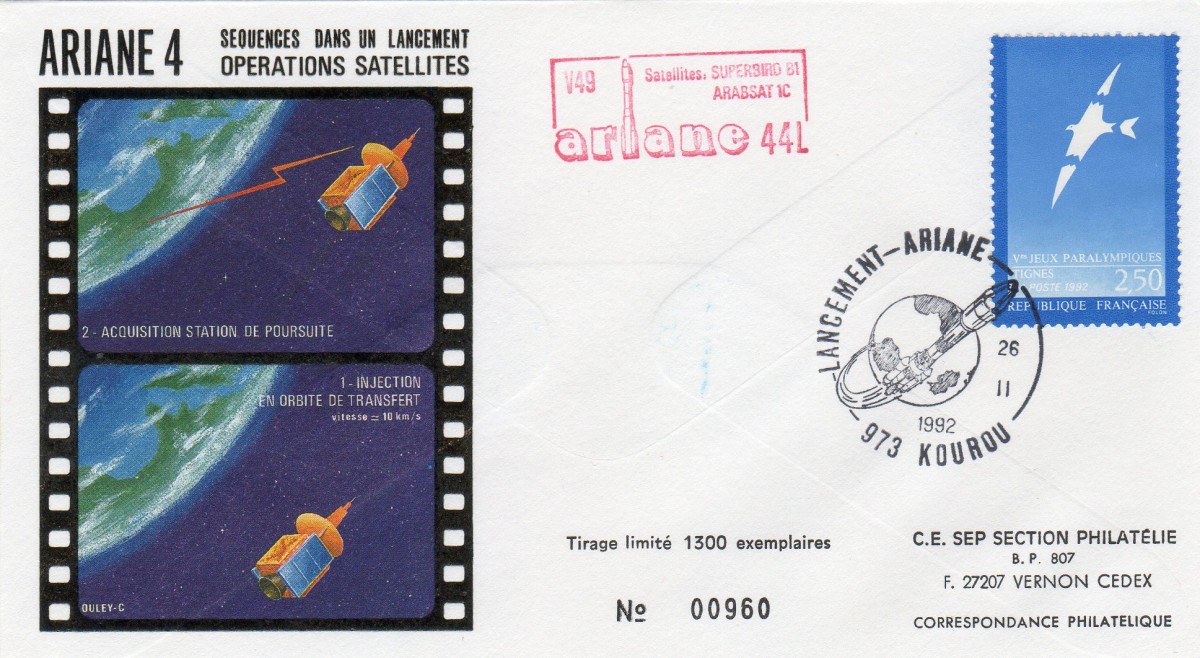 ARIANE 4
SEQUENCES DANS UN LANCEMENT
OPERATIONS SATELLITES
2 - ACQUISITION STATION DE POURSUITE
1 - INJECTION
EN ORBITE DE TRANSFERT
vitesse ≃ 10 km/s
OULEY-C
V49
Satellites: SUPERBIRD B1
ARABSAT 1C
ariane 44L
Ves JEUX PARALYMPIQUES
TIGNES
POSTE 1992
2,50
REPUBLIQUE FRANÇAISE
FOLON
LANCEMENT-ARIANE
26
11
1992
973 KOUROU
Tirage limité 1300 exemplaires
No 00960
C.E. SEP SECTION PHILATÉLIE
B. P. 807
F. 27207 VERNON CEDEX
CORRESPONDANCE PHILATELIQUE